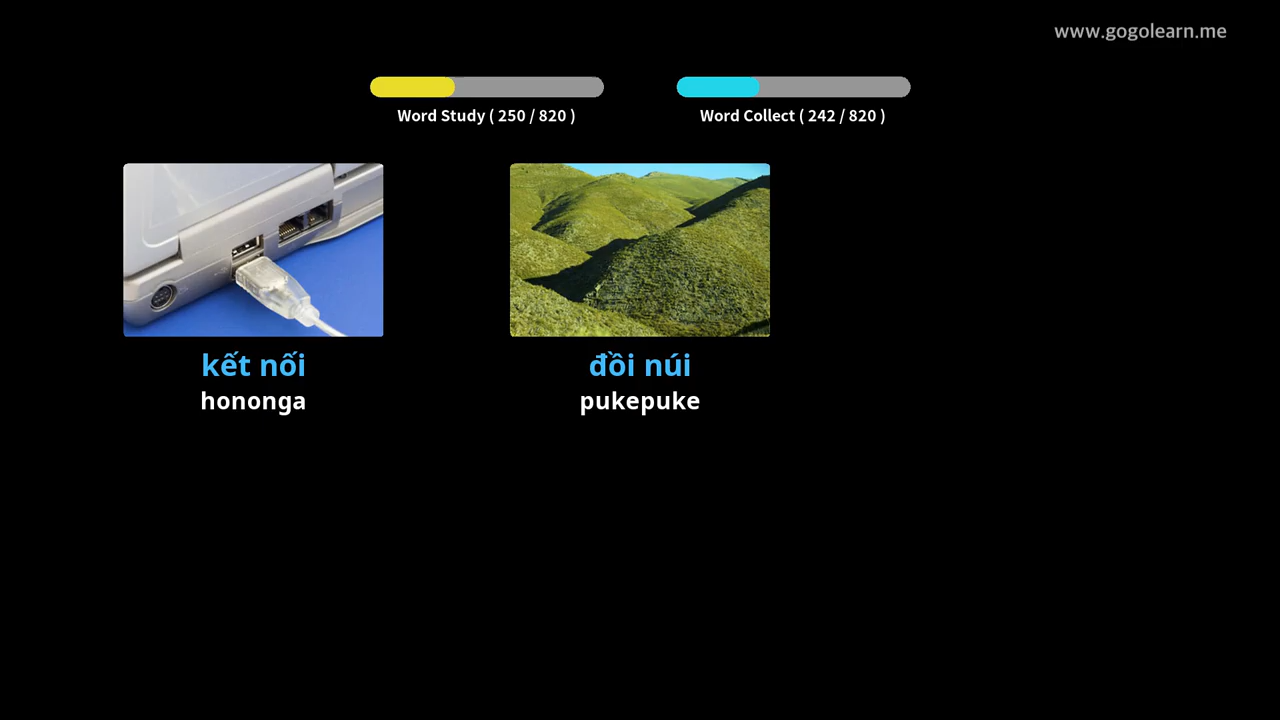 www.gogolearn.me
Word Study ( 250 / 820 )
Word Collect ( 242 / 820 )
kết nối
hononga
đồi núi
pukepuke